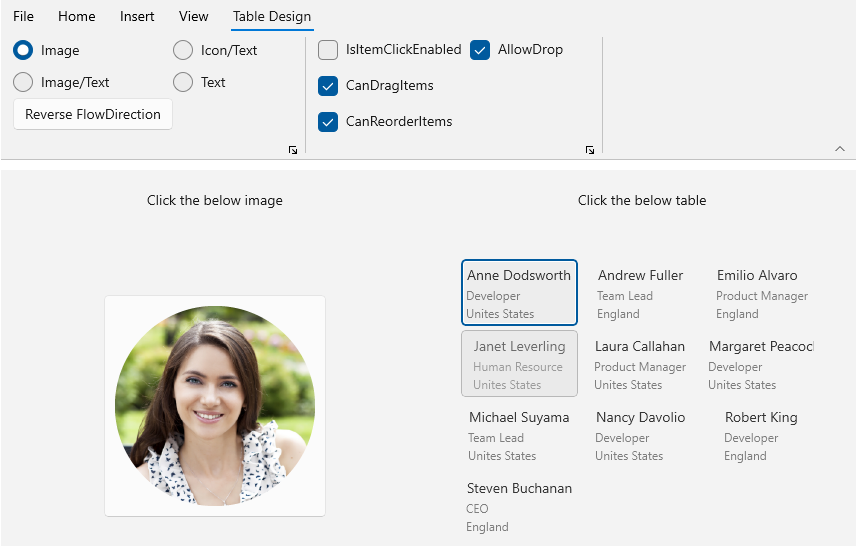 File Home Insert View Table Design
Image Icon/Text IsItemClickEnabled AllowDrop
Image/Text Text CanDragItems
Reverse FlowDirection CanReorderItems
Click the below image Click the below table
Anne Dodsworth Andrew Fuller Emilio Alvaro
Developer Team Lead Product Manager
Unites States England England
Janet Leverling Laura Callahan Margaret Peacoc
Human Resource Product Manager Developer
Unites States Unites States Unites States
Michael Suyama Nancy Davolio Robert King
Team Lead Developer Developer
Unites States Unites States England
Steven Buchanan
CEO
England